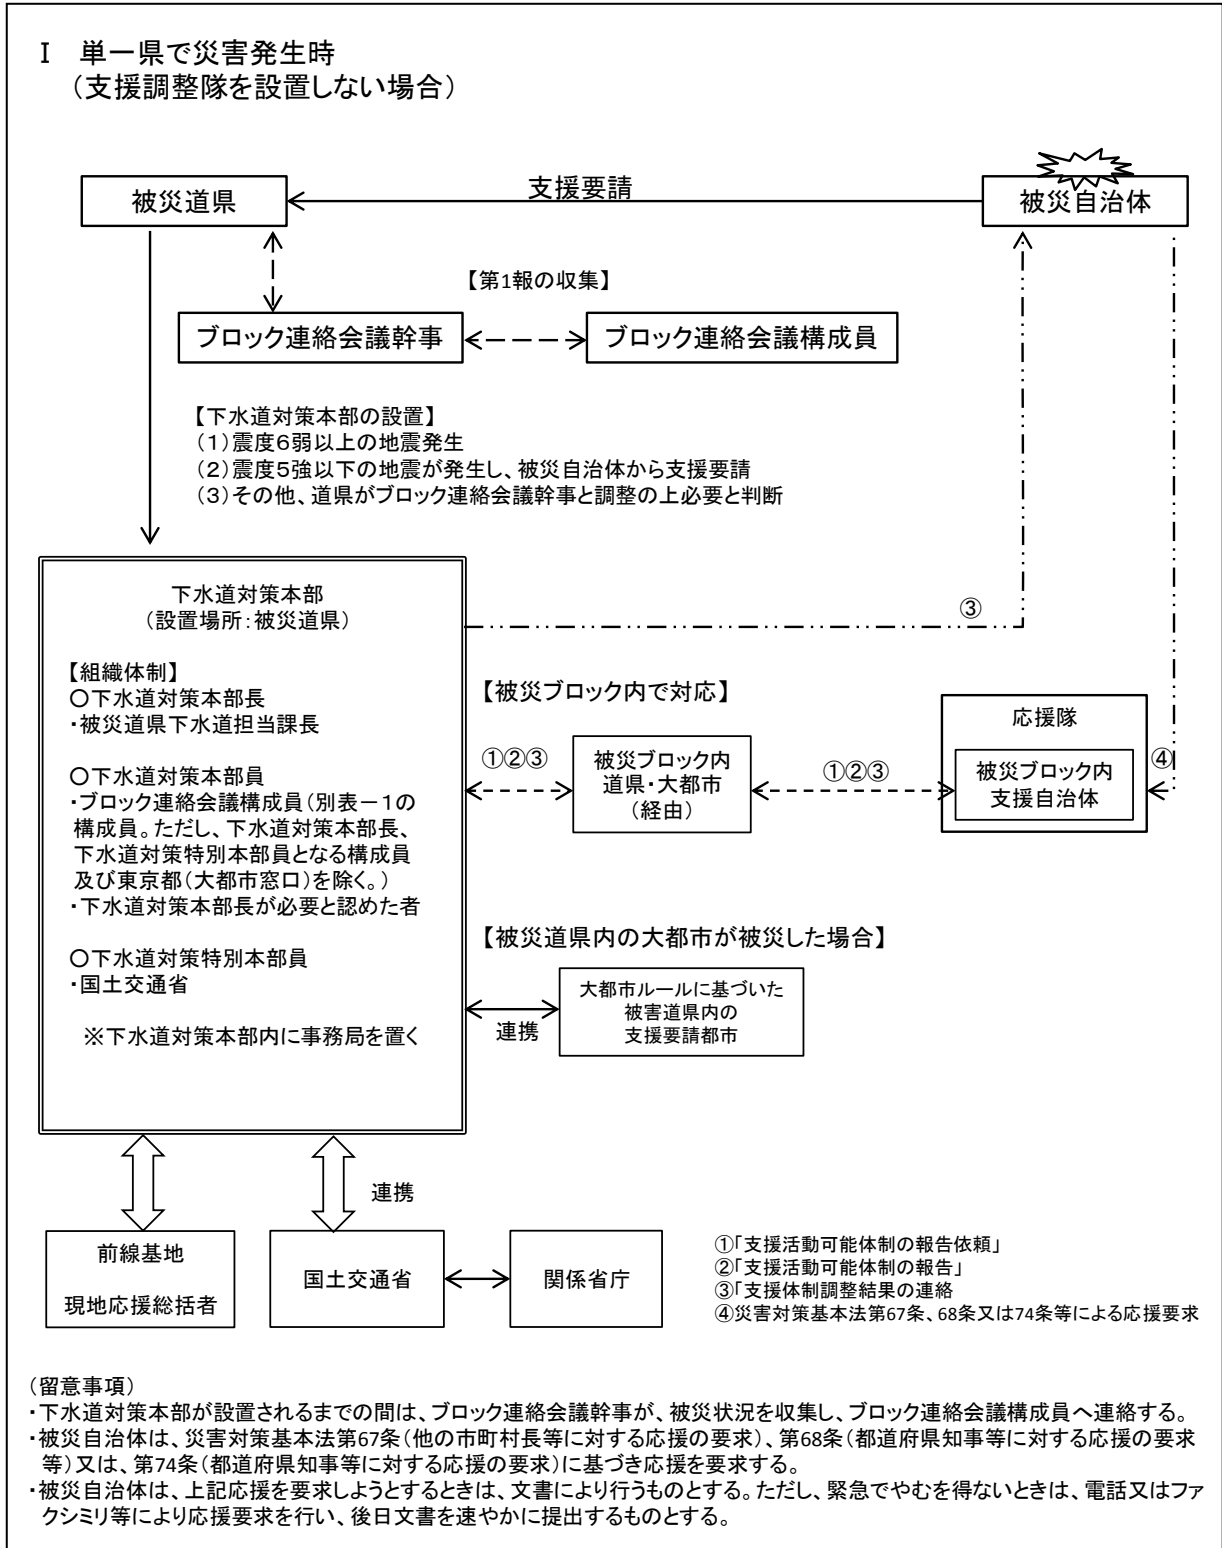 Ⅰ　単一県で災害発生時
（支援調整隊を設置しない場合）
被災道県
支援要請
被災自治体
【第1報の収集】
ブロック連絡会議幹事
ブロック連絡会議構成員
【下水道対策本部の設置】
（１）震度６弱以上の地震発生
（２）震度５強以下の地震が発生し、被災自治体から支援要請
（３）その他、道県がブロック連絡会議幹事と調整の上必要と判断
下水道対策本部
（設置場所：被災道県）
【組織体制】
○下水道対策本部長
・被災道県下水道担当課長
○下水道対策本部員
・ブロック連絡会議構成員（別表－１の
構成員。ただし、下水道対策本部長、
下水道対策特別本部員となる構成員
及び東京都（大都市窓口）を除く。）
・下水道対策本部長が必要と認めた者
○下水道対策特別本部員
・国土交通省
※下水道対策本部内に事務局を置く
③
【被災ブロック内で対応】
①②③
被災ブロック内
道県・大都市
（経由）
①②③
応援隊
被災ブロック内
支援自治体
④
【被災道県内の大都市が被災した場合】
連携
大都市ルールに基づいた
被害道県内の
支援要請都市
連携
前線基地
現地応援総括者
国土交通省
関係省庁
①「支援活動可能体制の報告依頼」
②「支援活動可能体制の報告」
③「支援体制調整結果の連絡
④災害対策基本法第67条、68条又は74条等による応援要求
（留意事項）
・下水道対策本部が設置されるまでの間は、ブロック連絡会議幹事が、被災状況を収集し、ブロック連絡会議構成員へ連絡する。
・被災自治体は、災害対策基本法第67条（他の市町村長等に対する応援の要求）、第68条（都道府県知事等に対する応援の要求
等）又は、第74条（都道府県知事等に対する応援の要求）に基づき応援を要求する。
・被災自治体は、上記応援を要求しようとするときは、文書により行うものとする。ただし、緊急でやむを得ないときは、電話又はファ
クシミリ等により応援要求を行い、後日文書を速やかに提出するものとする。